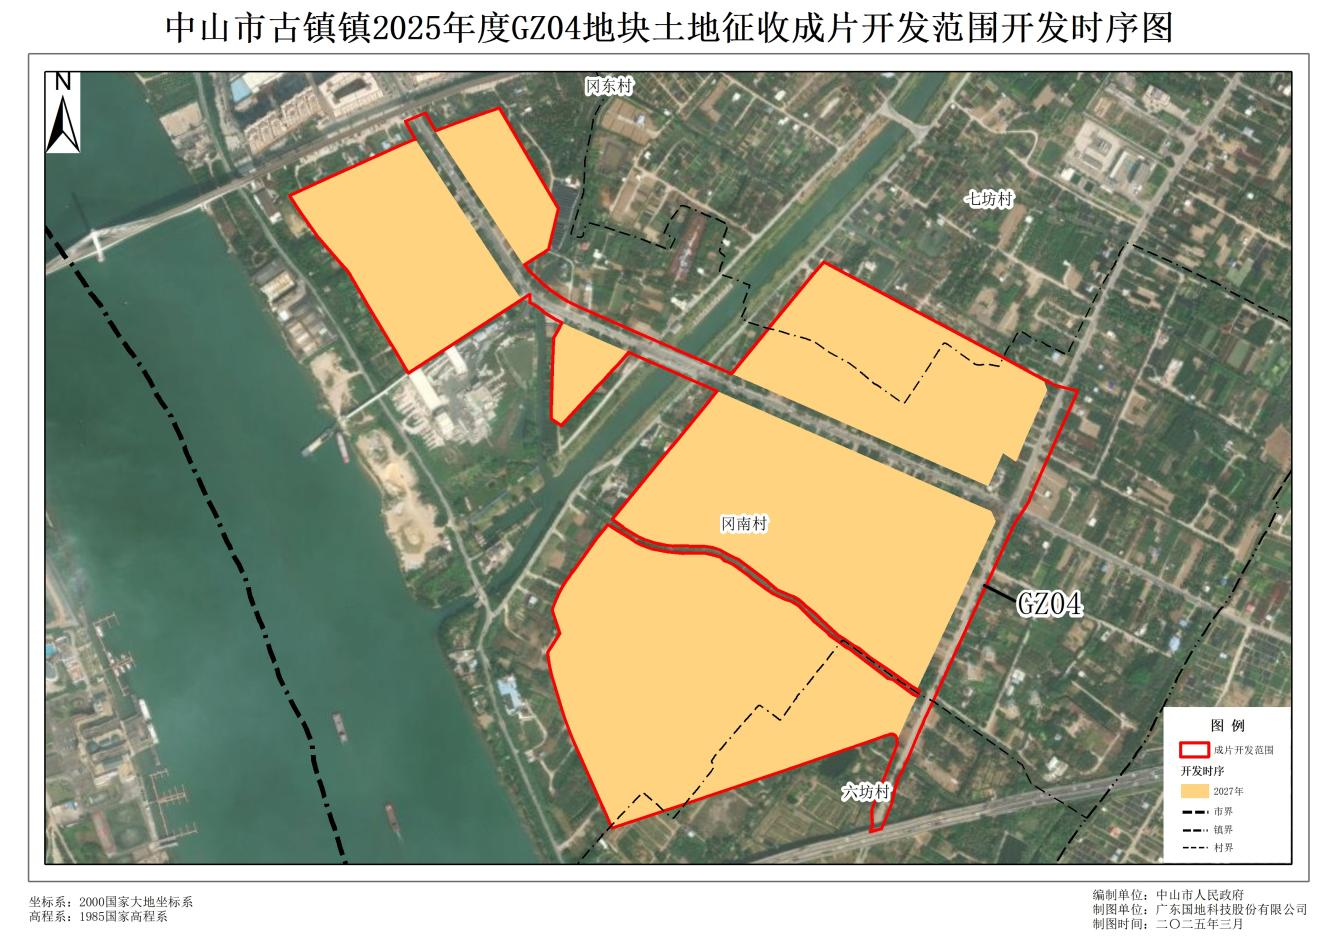 中山市古镇镇2025年度GZ04地块土地征收成片开发范围开发时序图
N
冈东村
七坊村
冈南村
GZ04
六坊村
图 例
成片开发范围
开发时序
2027年
市界
镇界
村界
坐标系：2000国家大地坐标系
高程系：1985国家高程系
编制单位：中山市人民政府
制图单位：广东国地科技股份有限公司
制图时间：二〇二五年三月